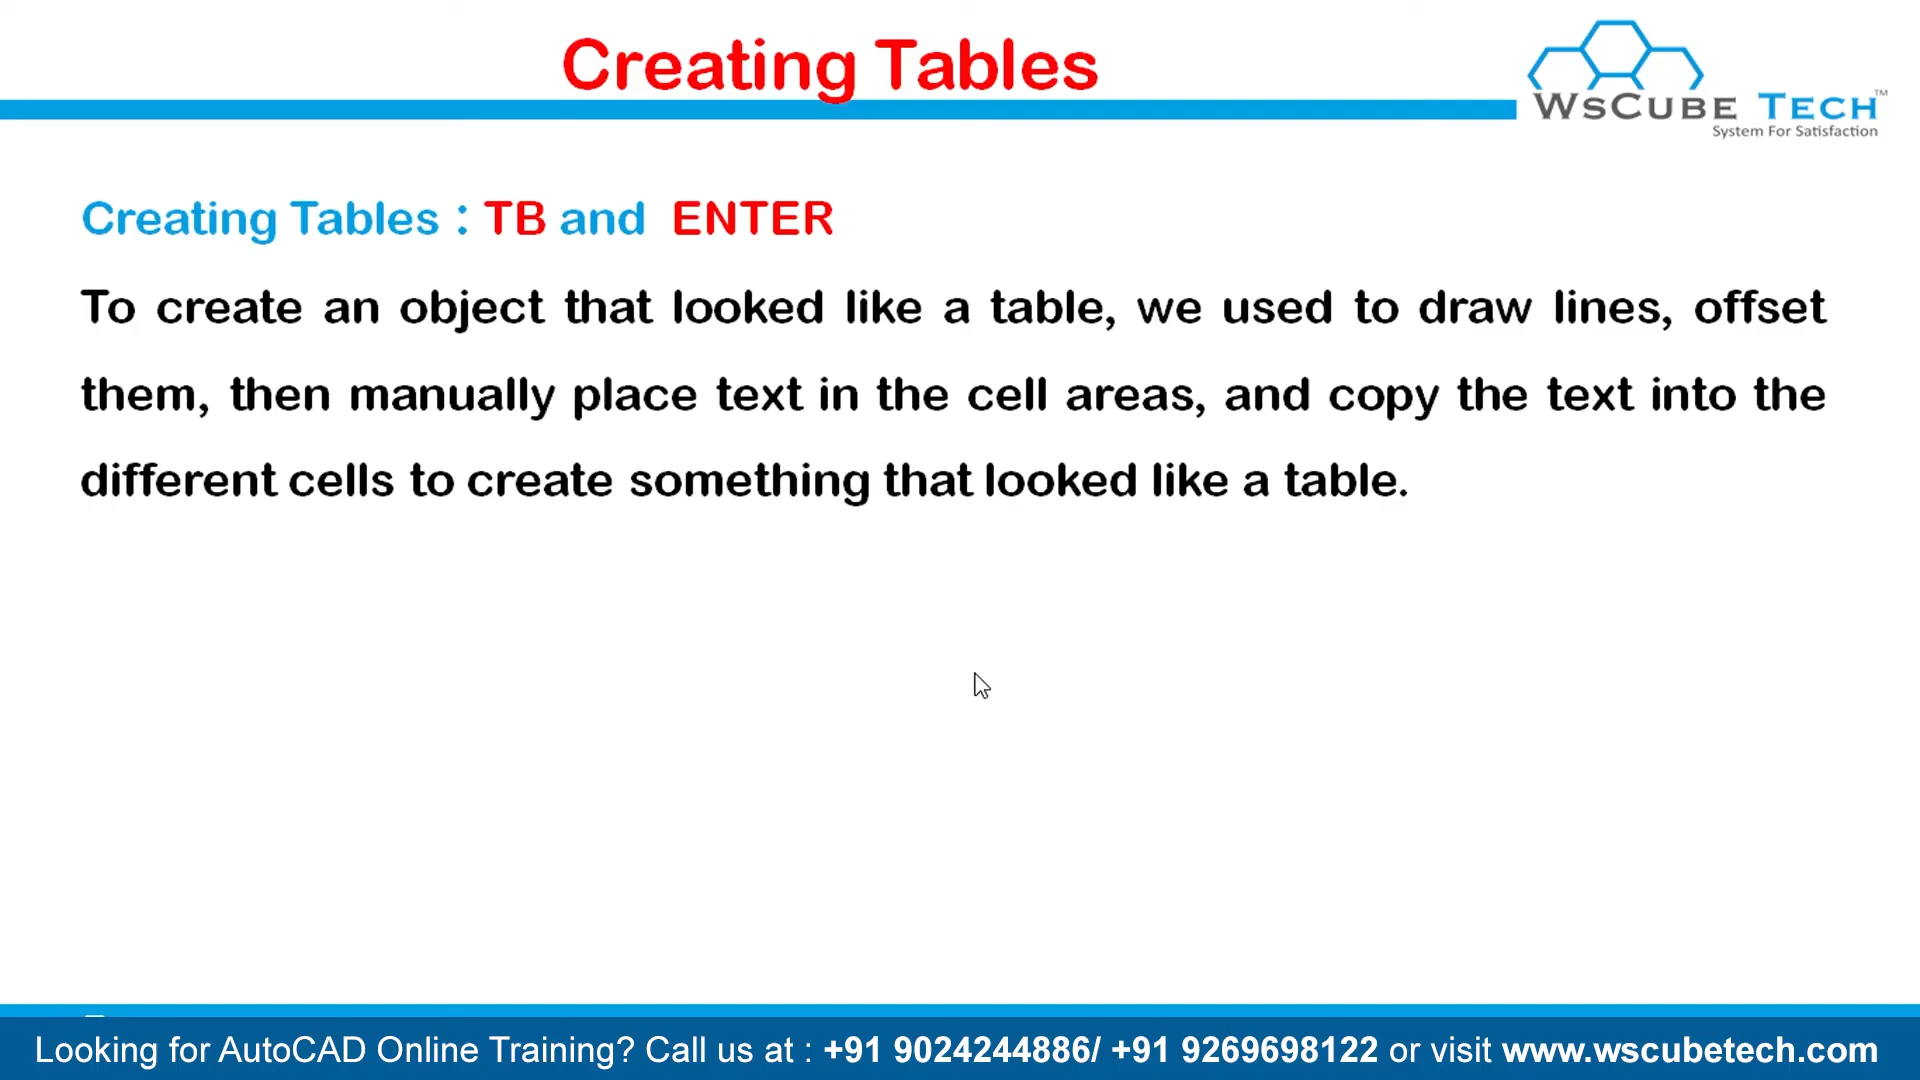 Creating Tables
WsCube Tech™
System For Satisfaction
Creating Tables : TB and ENTER
To create an object that looked like a table, we used to draw lines, offset
them, then manually place text in the cell areas, and copy the text into the
different cells to create something that looked like a table.
Looking for AutoCAD Online Training? Call us at : +91 9024244886/ +91 9269698122 or visit www.wscubetech.com